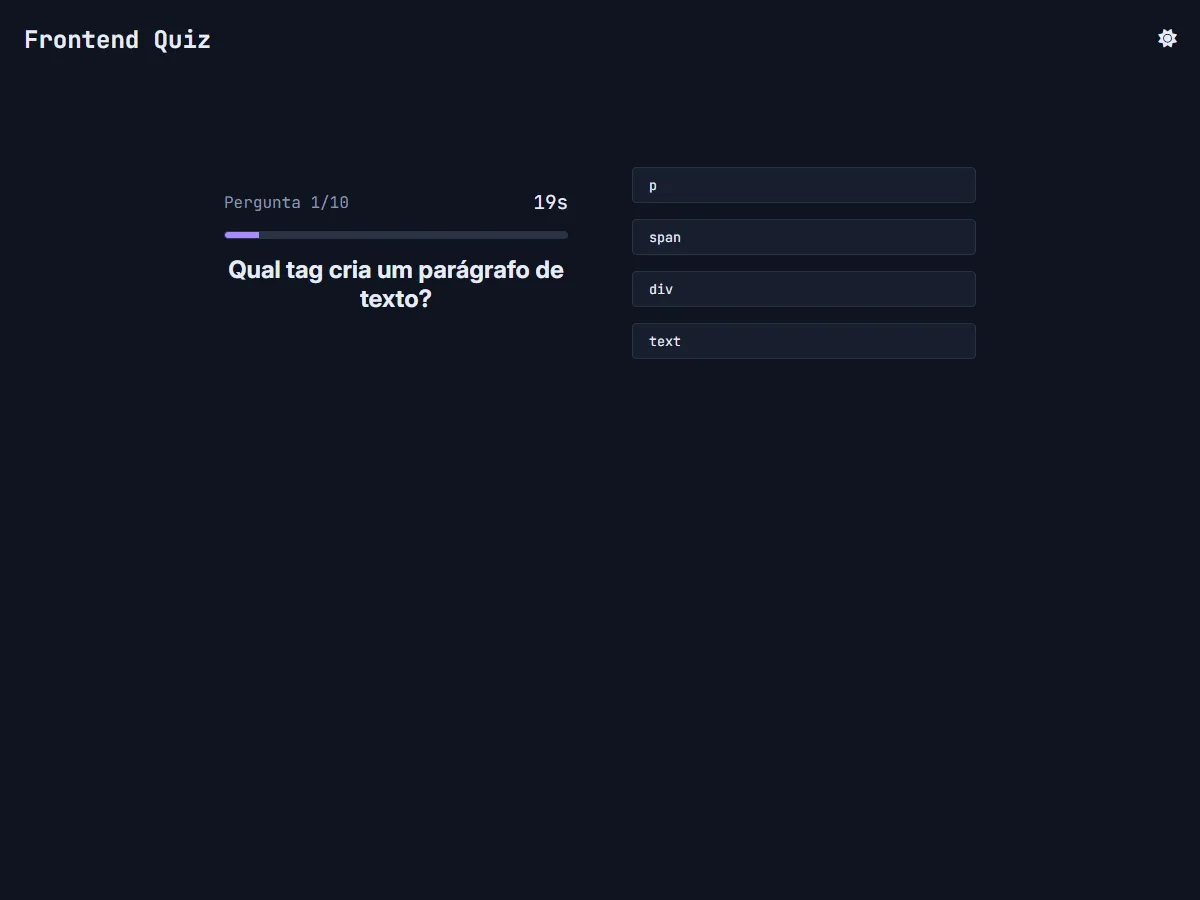 Frontend Quiz
Pergunta 1/10
19s
Qual tag cria um parágrafo de
texto?
p
span
div
text